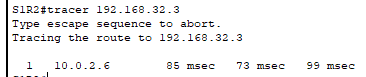 S1R2#tracer 192.168.32.3
Type escape sequence to abort.
Tracing the route to 192.168.32.3
1 10.0.2.6 85 msec 73 msec 99 msec